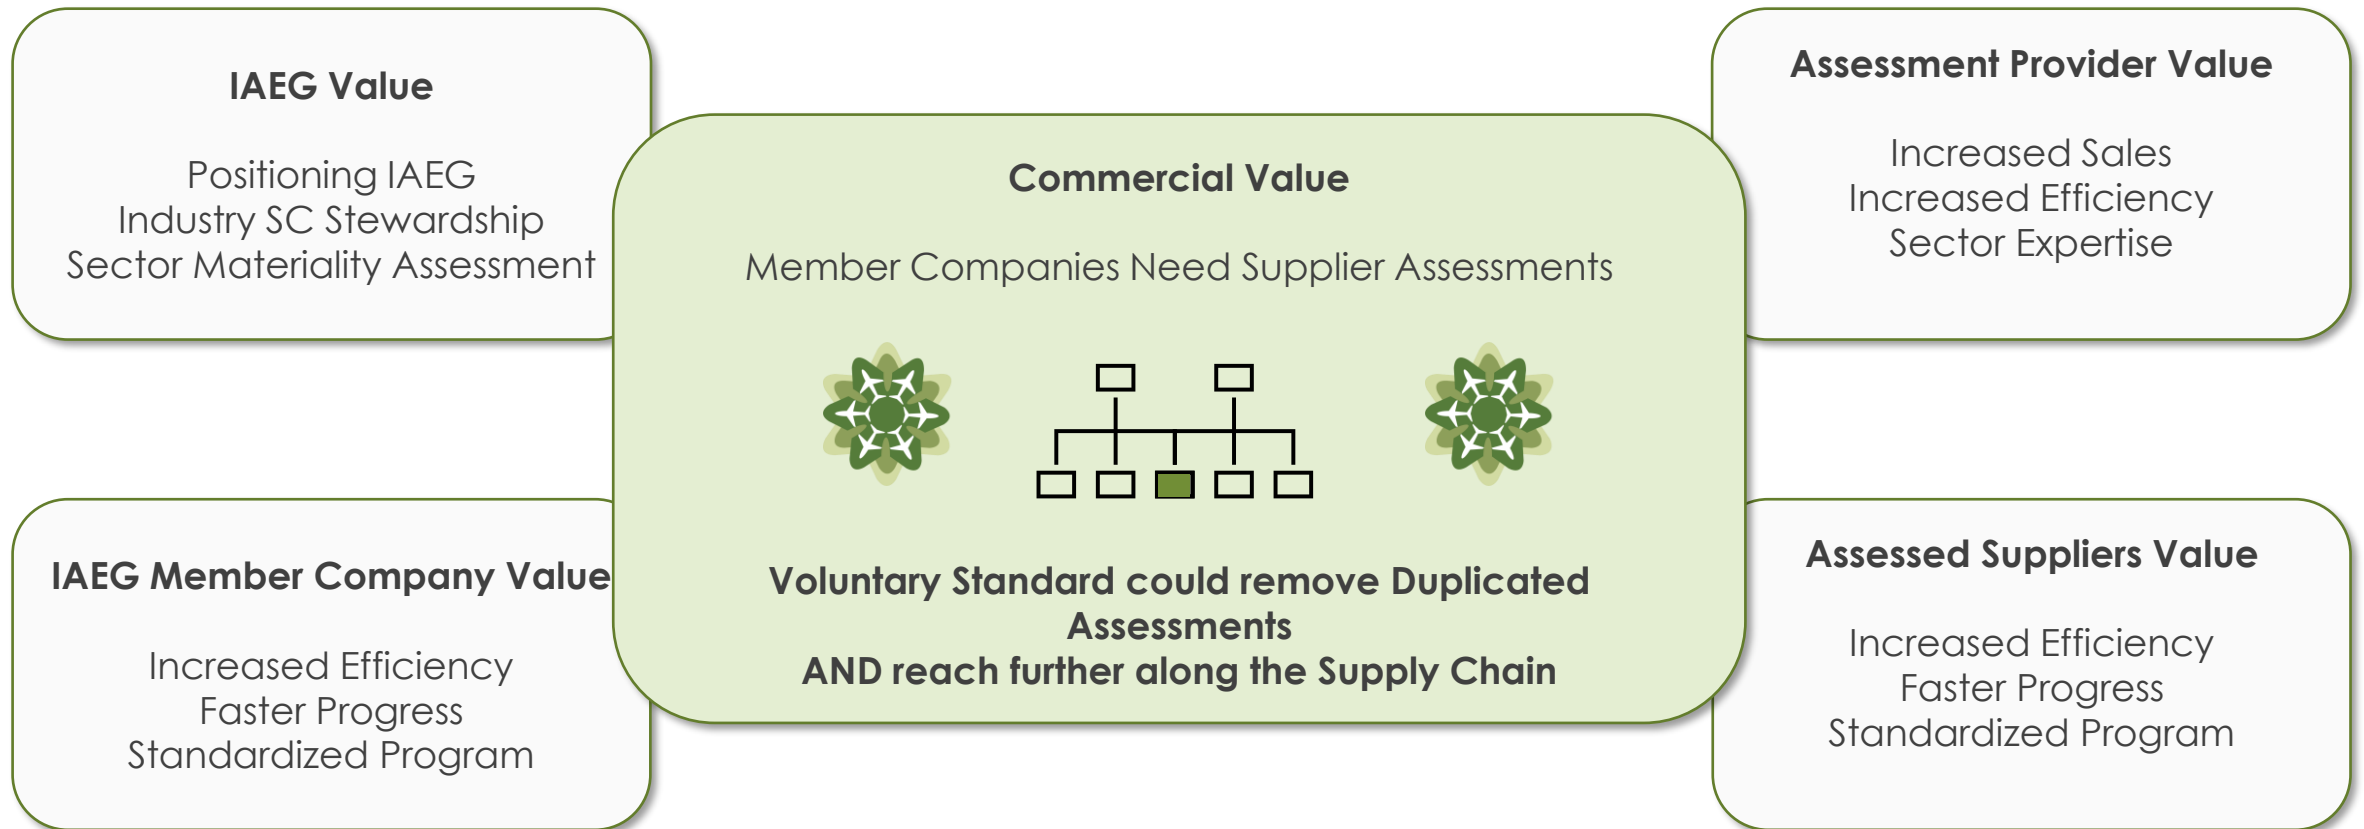 IAEG Value
Positioning IAEG
Industry SC Stewardship
Sector Materiality Assessment
Assessment Provider Value
Increased Sales
Increased Efficiency
Sector Expertise
Commercial Value
Member Companies Need Supplier Assessments
Voluntary Standard could remove Duplicated
Assessments
AND reach further along the Supply Chain
IAEG Member Company Value
Increased Efficiency
Faster Progress
Standardized Program
Assessed Suppliers Value
Increased Efficiency
Faster Progress
Standardized Program